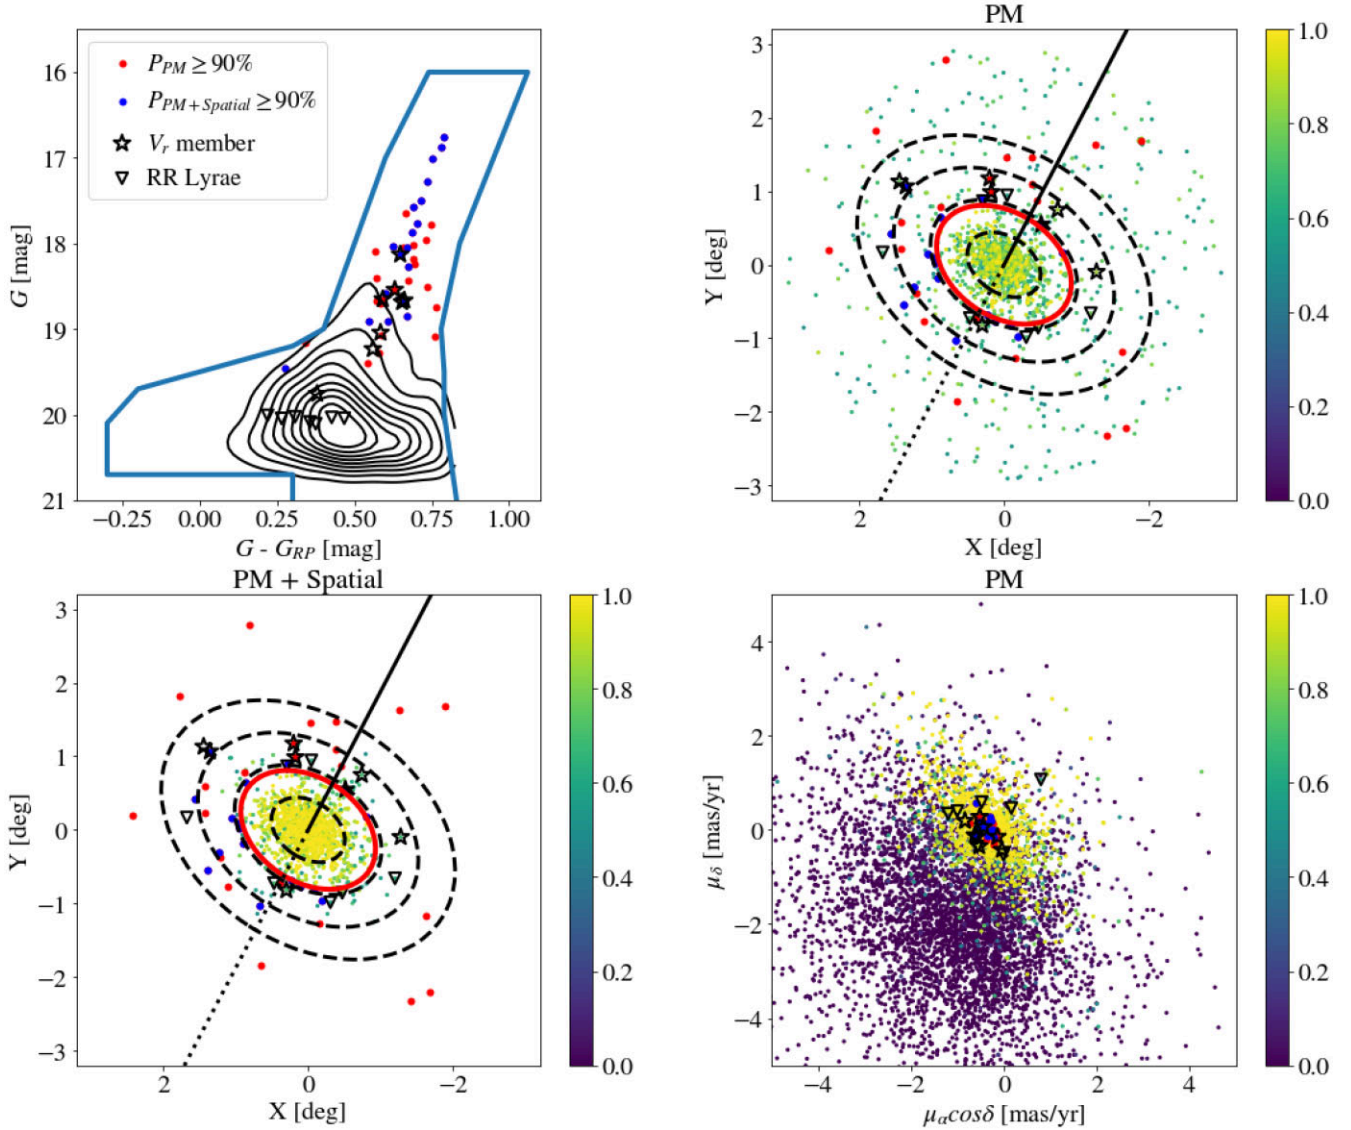 P_PM ≥ 90%
P_PM+Spatial ≥ 90%
V_r member
RR Lyrae
16
17
18
19
20
21
G [mag]
−0.25 0.00 0.25 0.50 0.75 1.00
G - G_RP [mag]
PM
3
2
1
0
−1
−2
−3
Y [deg]
2 0 −2
X [deg]
1.0
0.8
0.6
0.4
0.2
0.0
PM + Spatial
3
2
1
0
−1
−2
−3
Y [deg]
2 0 −2
X [deg]
1.0
0.8
0.6
0.4
0.2
0.0
PM
4
2
0
−2
−4
μ_δ [mas/yr]
−4 −2 0 2 4
μ_αcosδ [mas/yr]
1.0
0.8
0.6
0.4
0.2
0.0